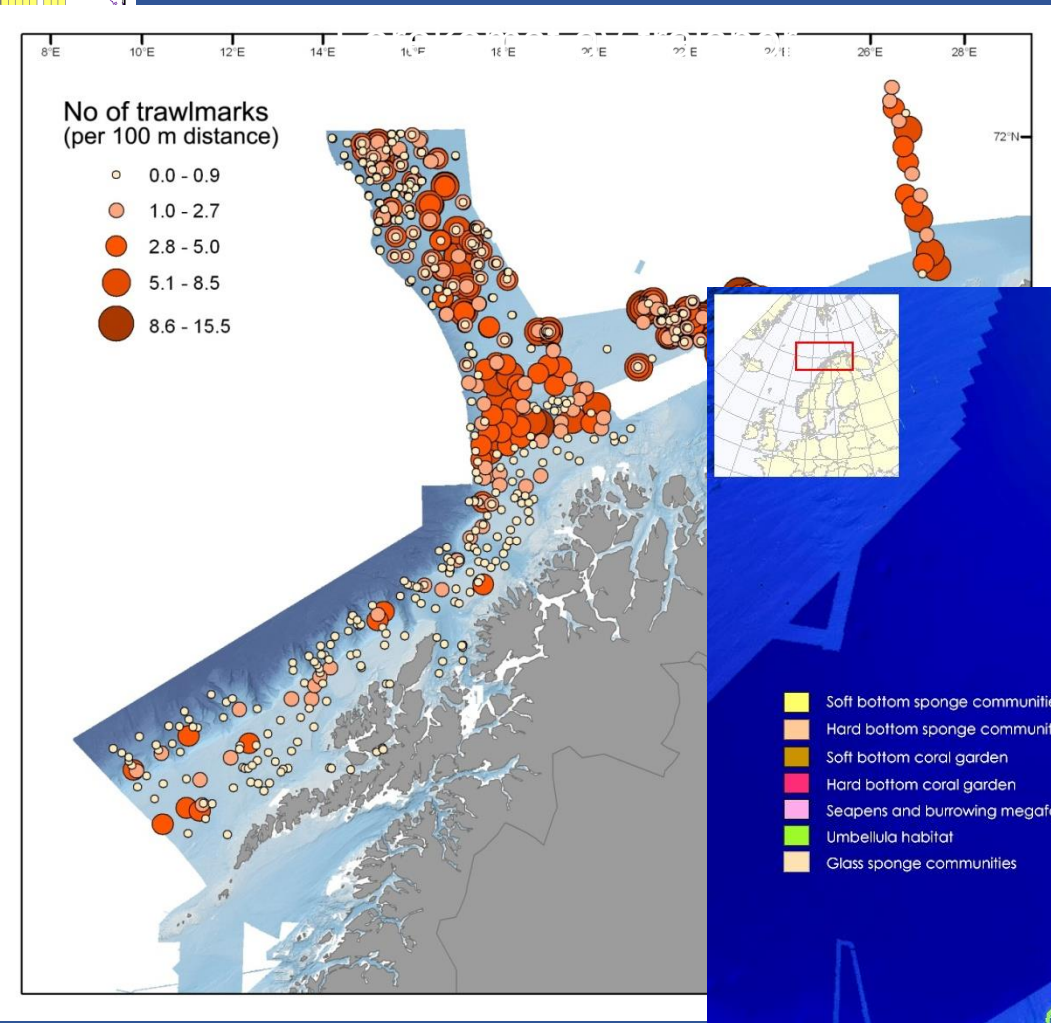 8°E 10°E 12°E 14°E 16°E 18°E 20°E 26°E 28°E
No of trawlmarks
(per 100 m distance)
72°N
0.0 - 0.9
1.0 - 2.7
2.8 - 5.0
5.1 - 8.5
8.6 - 15.5
Soft bottom sponge communitie
Hard bottom sponge communit
Soft bottom coral garden
Hard bottom coral garden
Seapens and burrowing megaf
Umbellula habitat
Glass sponge communities